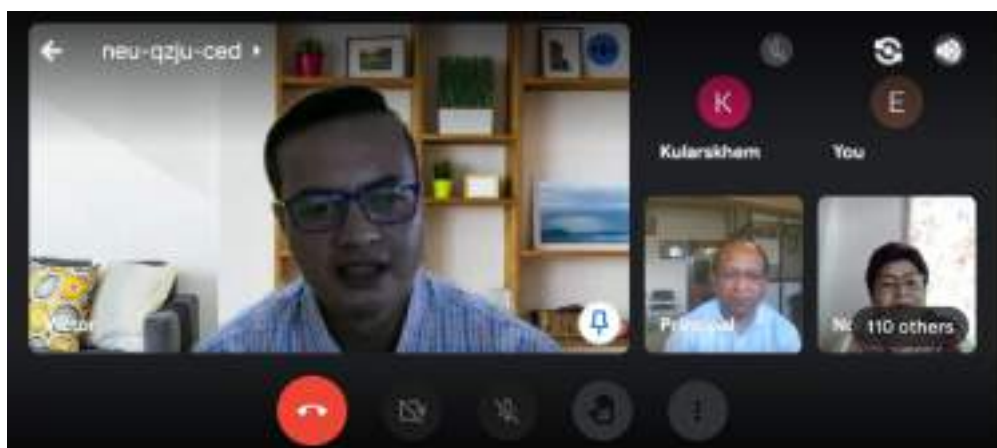 neu-qzju-ced
K
E
Kularskhem
You
Principal
110 others